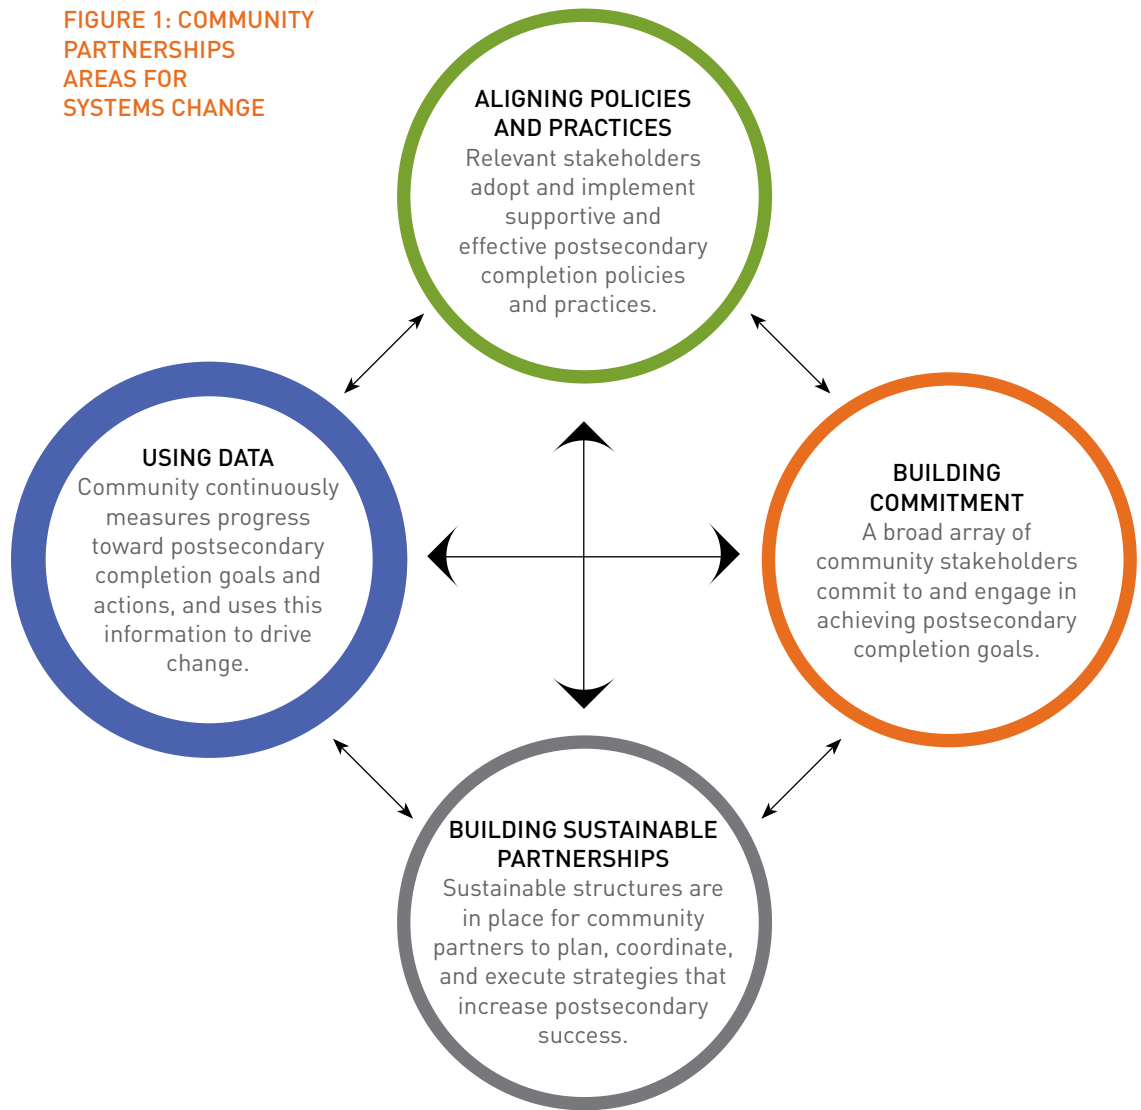 FIGURE 1: COMMUNITY
PARTNERSHIPS
AREAS FOR
SYSTEMS CHANGE
ALIGNING POLICIES
AND PRACTICES
Relevant stakeholders
adopt and implement
supportive and
effective postsecondary
completion policies
and practices.
USING DATA
Community continuously
measures progress
toward postsecondary
completion goals and
actions, and uses this
information to drive
change.
BUILDING
COMMITMENT
A broad array of
community stakeholders
commit to and engage in
achieving postsecondary
completion goals.
BUILDING SUSTAINABLE
PARTNERSHIPS
Sustainable structures are
in place for community
partners to plan, coordinate,
and execute strategies that
increase postsecondary
success.